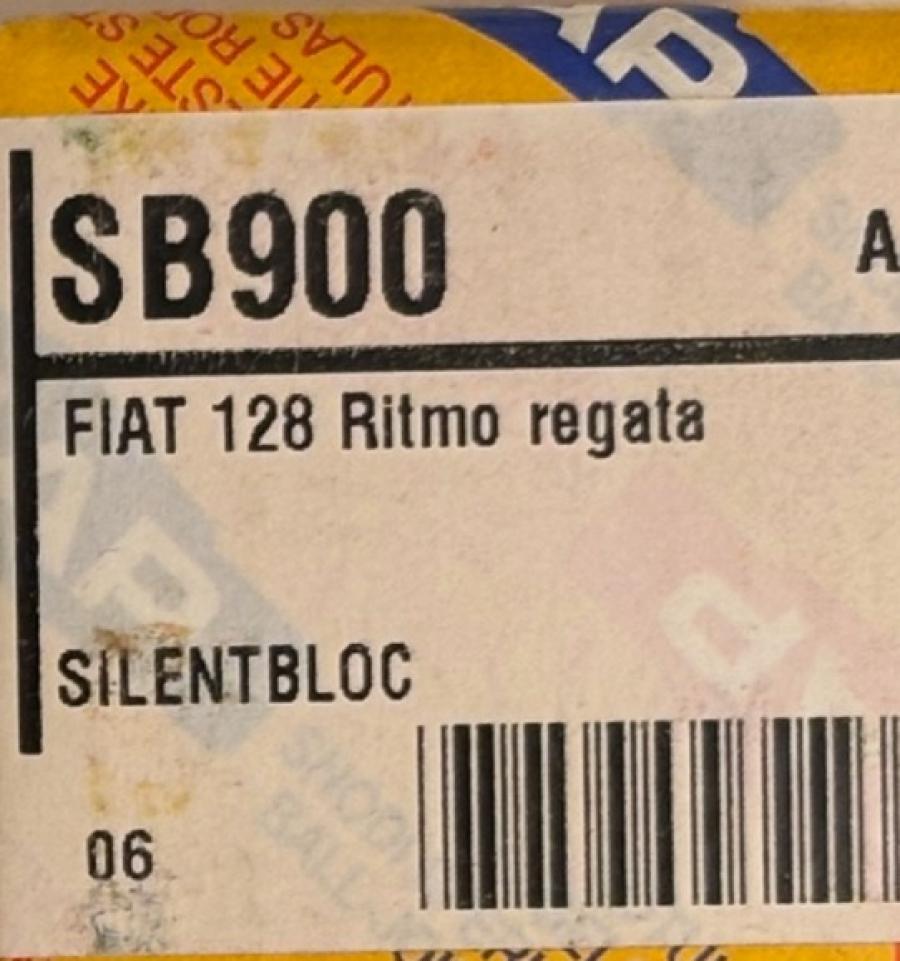 P
SB900
A
FIAT 128 Ritmo regata
SILENTBLOC
06